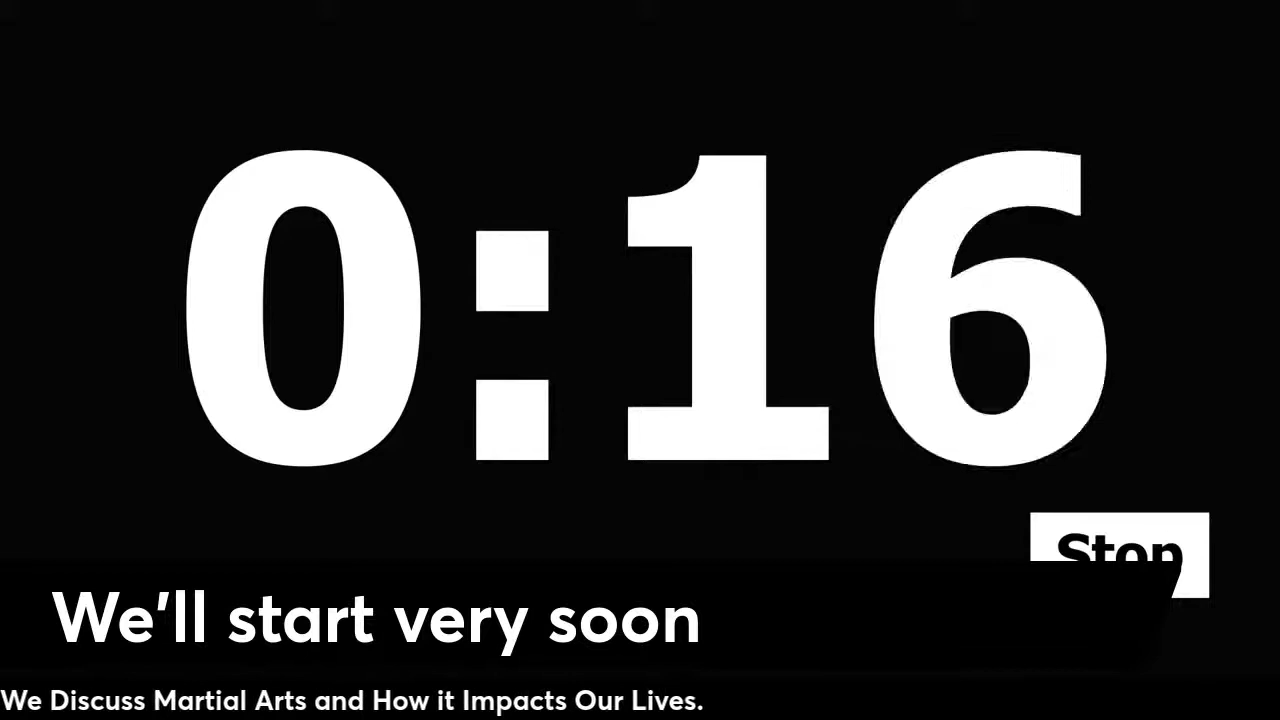 0:16
Stop
We'll start very soon
We Discuss Martial Arts and How it Impacts Our Lives.